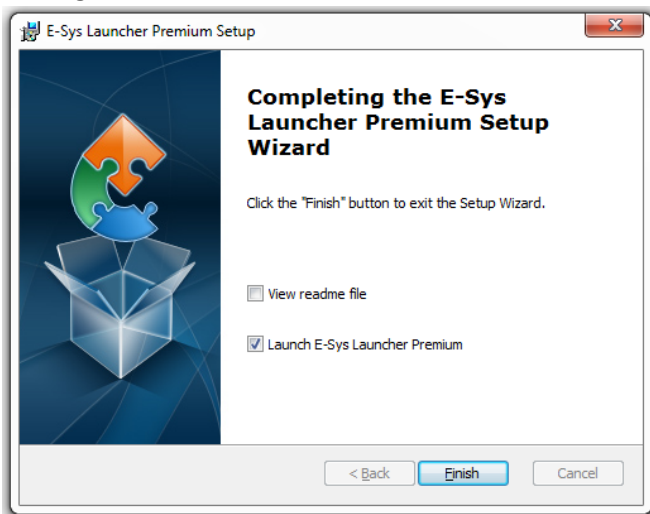 E-Sys Launcher Premium Setup
Completing the E-Sys
Launcher Premium Setup
Wizard
Click the "Finish" button to exit the Setup Wizard.
View readme file
Launch E-Sys Launcher Premium
< Back
Finish
Cancel